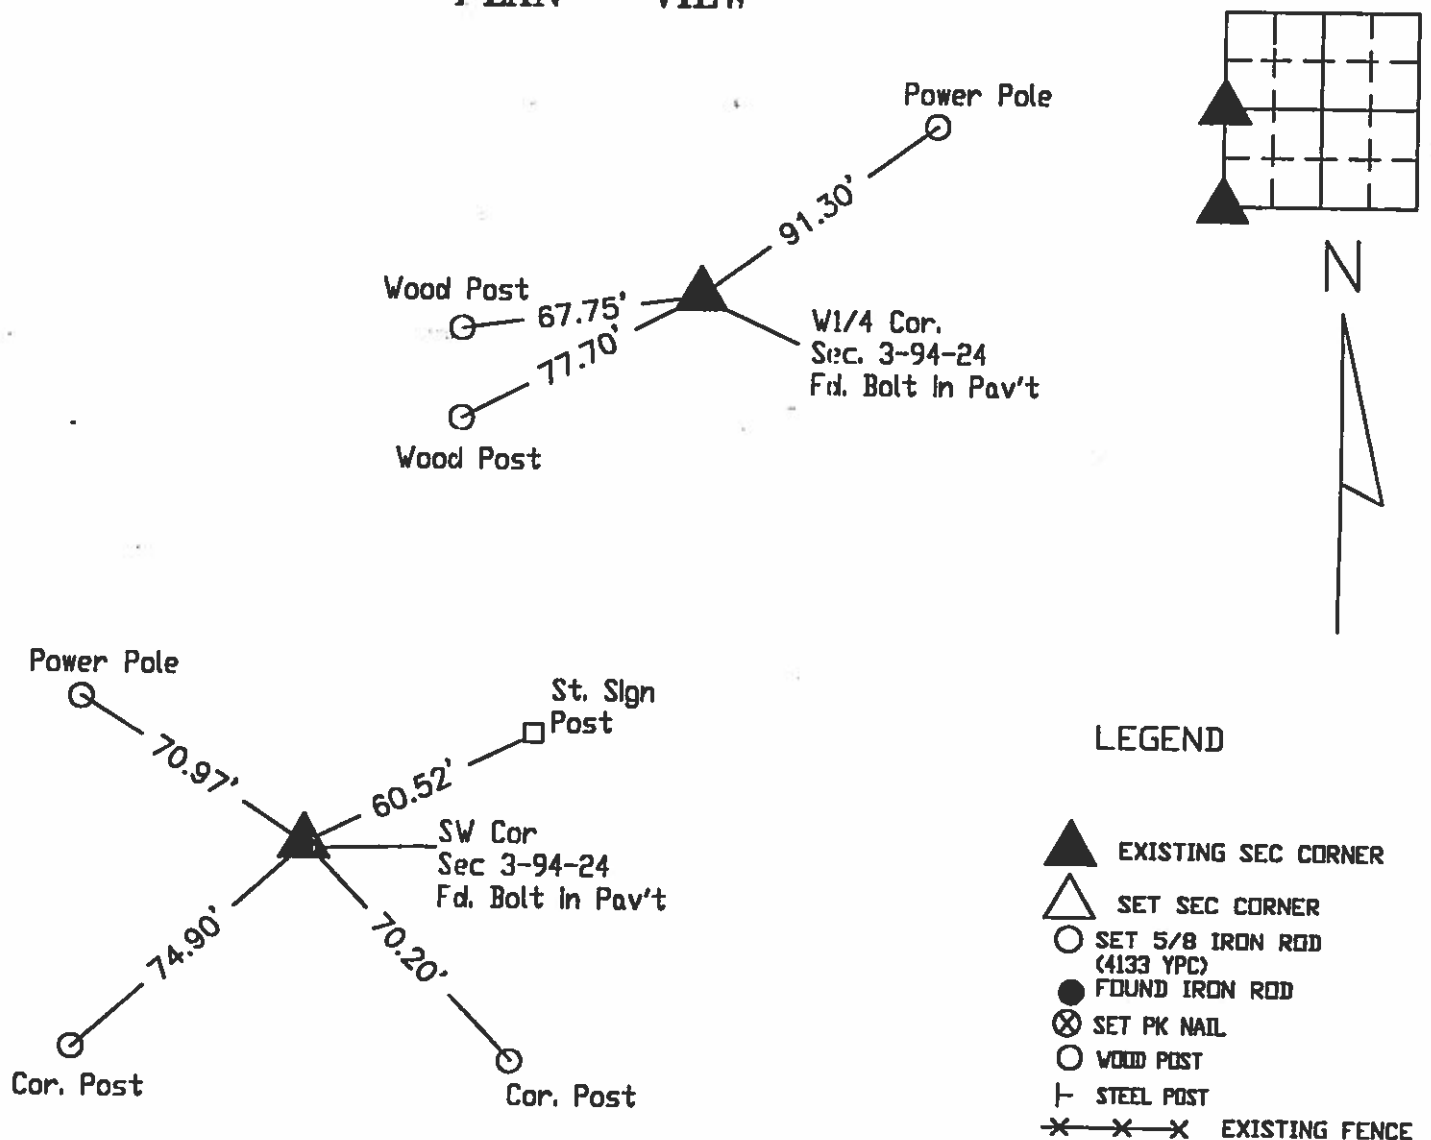 PLAN VIEW
Power Pole
91.30'
Wood Post
67.75'
77.70'
Wood Post
W1/4 Cor.
Sec. 3-94-24
Fd. Bolt in Pav't
N
Power Pole
70.97'
St. Sign
Post
60.52'
SW Cor
Sec 3-94-24
Fd. Bolt in Pav't
74.90'
70.20'
Cor. Post
Cor. Post
LEGEND
EXISTING SEC CORNER
SET SEC CORNER
SET 5/8 IRON ROD
(4133 YPC)
FOUND IRON ROD
SET PK NAIL
WOOD POST
STEEL POST
EXISTING FENCE